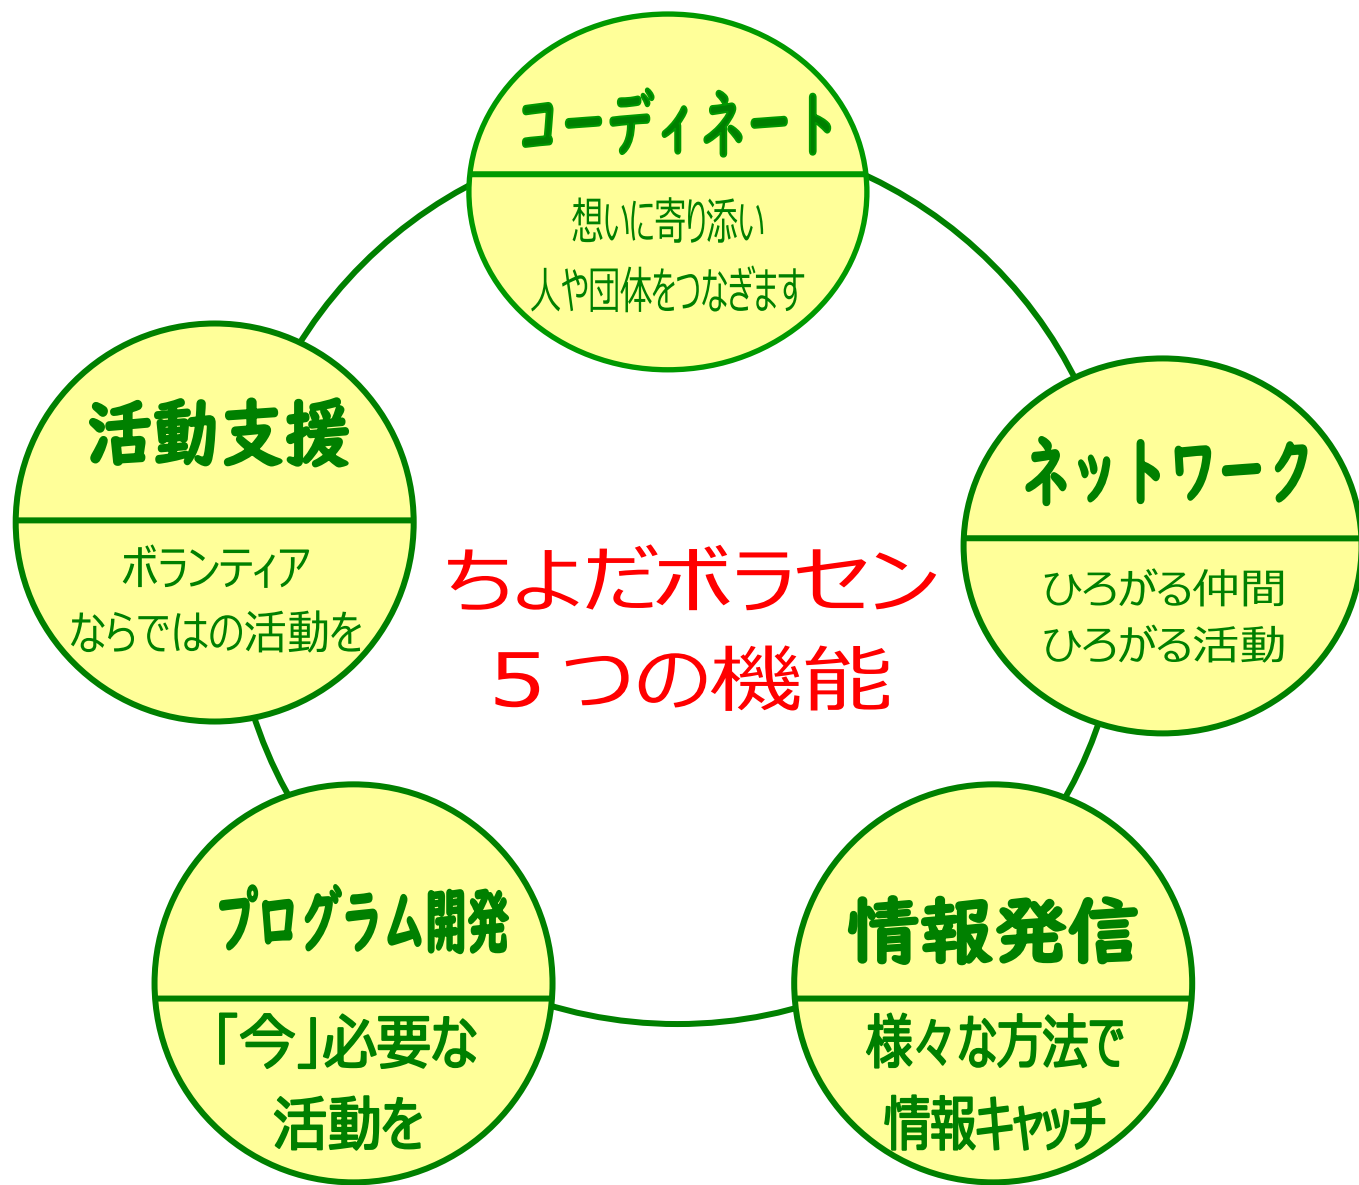 コーディネート
想いに寄り添い
人や団体をつなぎます
活動支援
ボランティア
ならではの活動を
ネットワーク
ひろがる仲間
ひろがる活動
ちよだボラセン
５つの機能
プログラム開発
「今」必要な
活動を
情報発信
様々な方法で
情報キャッチ